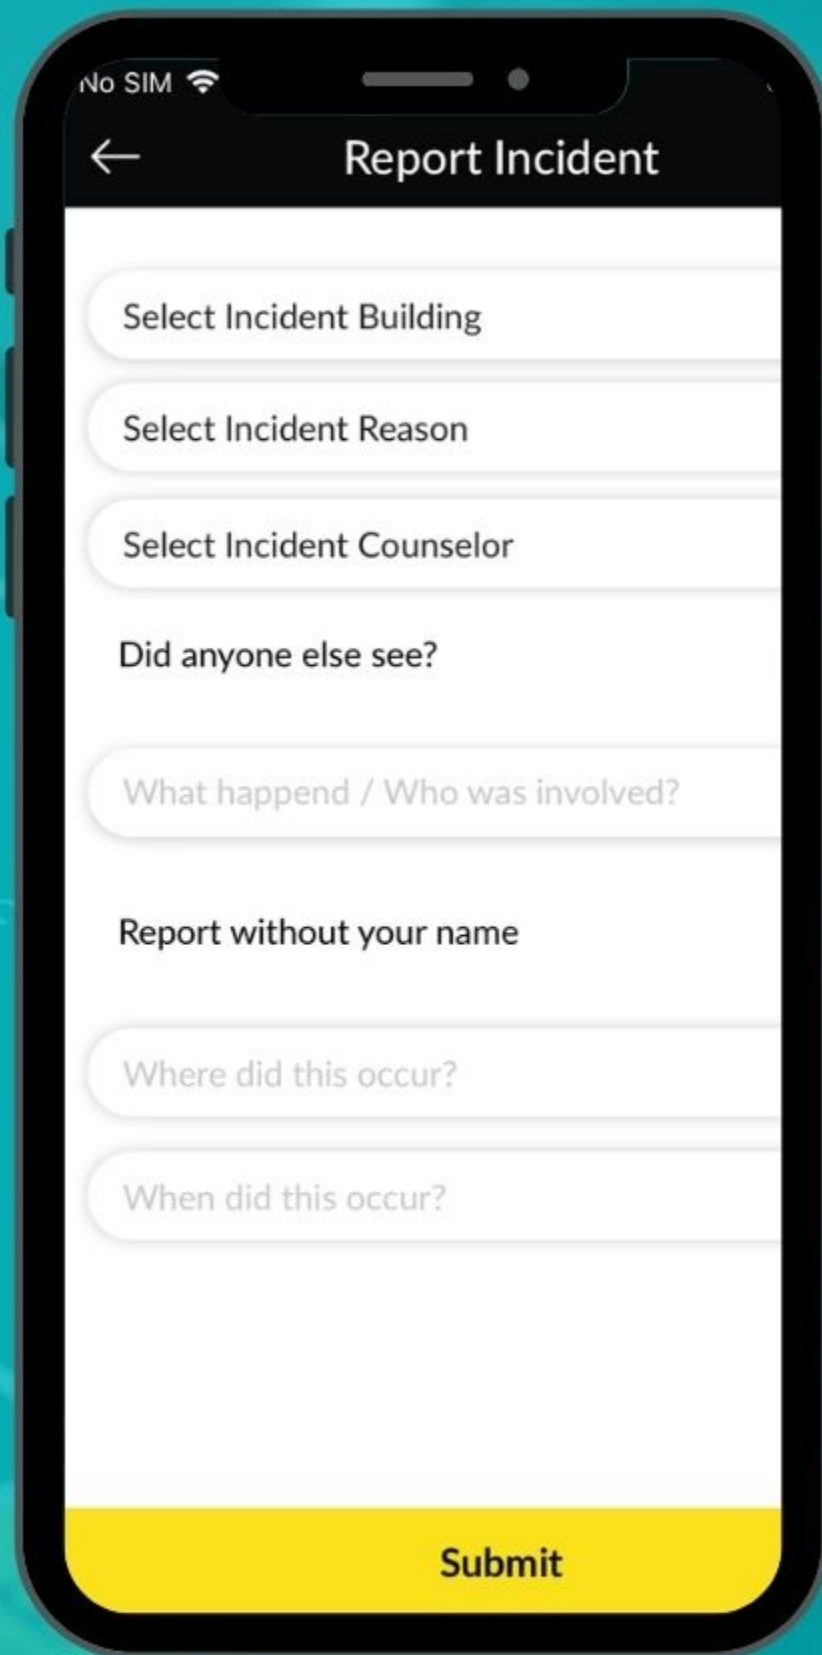 No SIM
Report Incident
Select Incident Building
Select Incident Reason
Select Incident Counselor
Did anyone else see?
What happend / Who was involved?
Report without your name
Where did this occur?
When did this occur?
Submit